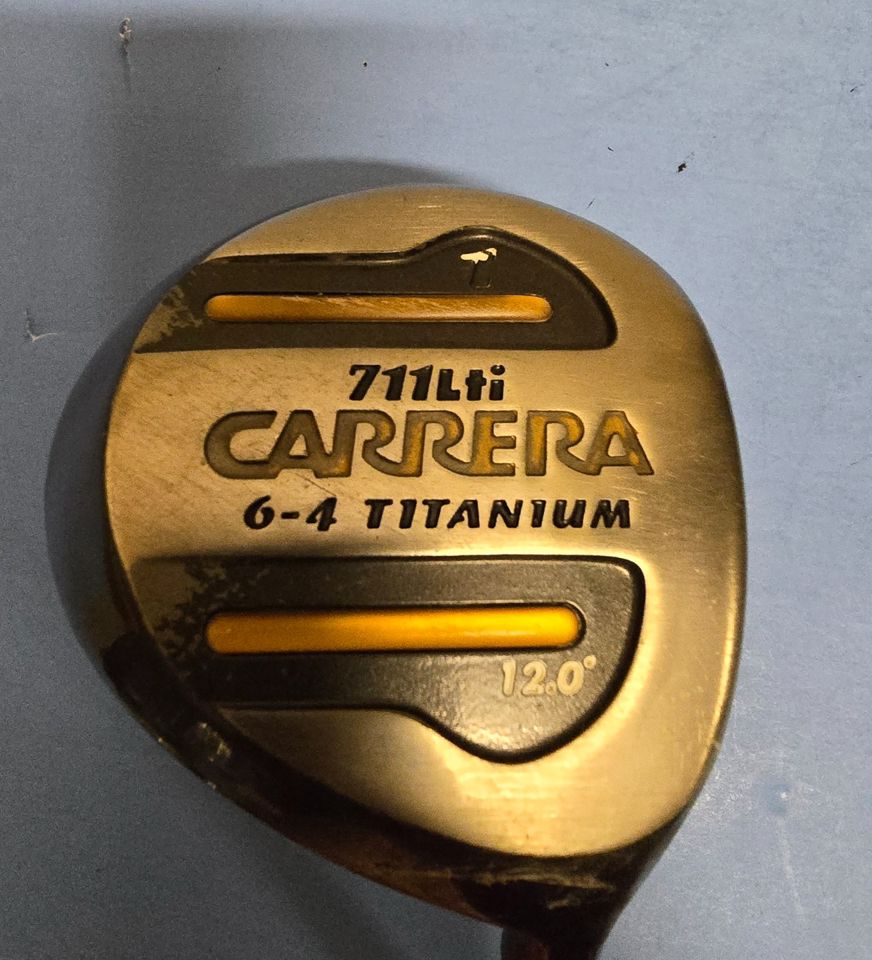 1
711Lti
CARRERA
6-4 TITANIUM
12.0°